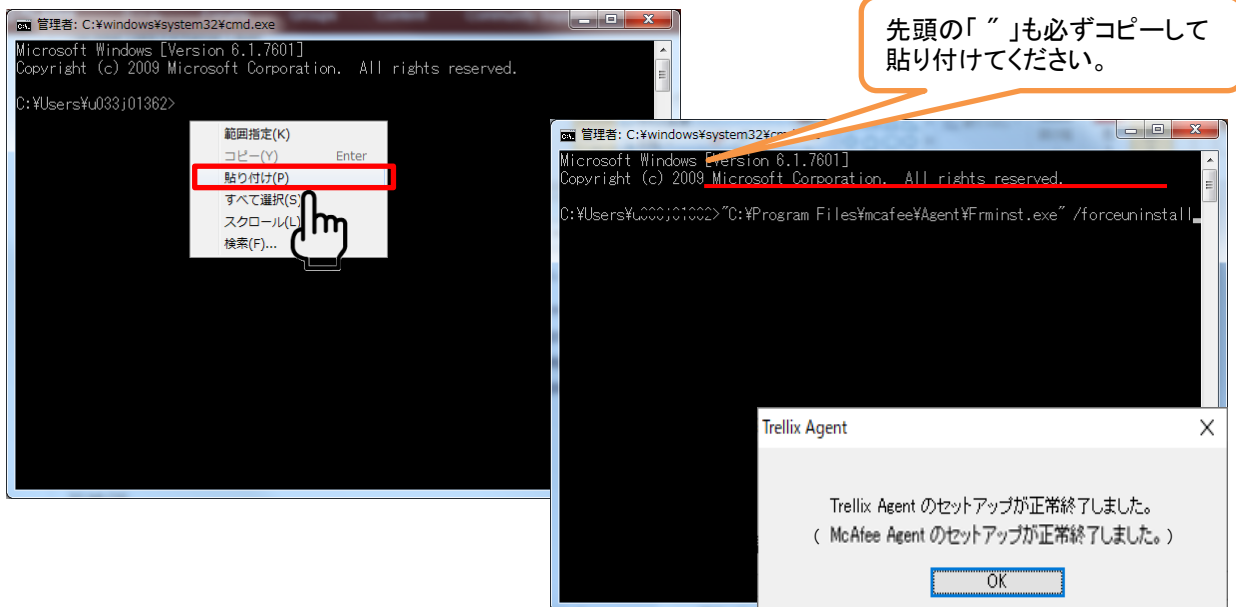 管理者: C:¥windows¥system32¥cmd.exe
Microsoft Windows [Version 6.1.7601]
Copyright (c) 2009 Microsoft Corporation. All rights reserved.
C:¥Users¥u033j01362>
範囲指定(K)
コピー(Y) Enter
貼り付け(P)
すべて選択(S)
スクロール(L)
検索(F)...
先頭の「 ″ 」も必ずコピーして
貼り付けてください。
管理者: C:¥windows¥system32¥cm
Microsoft Windows [Version 6.1.7601]
Copyright (c) 2009 Microsoft Corporation. All rights reserved.
C:¥Users¥ >″C:¥Program Files¥mcafee¥Agent¥Frminst.exe″ /forceuninstall_
Trellix Agent
Trellix Agent のセットアップが正常終了しました。
( McAfee Agent のセットアップが正常終了しました。)
OK